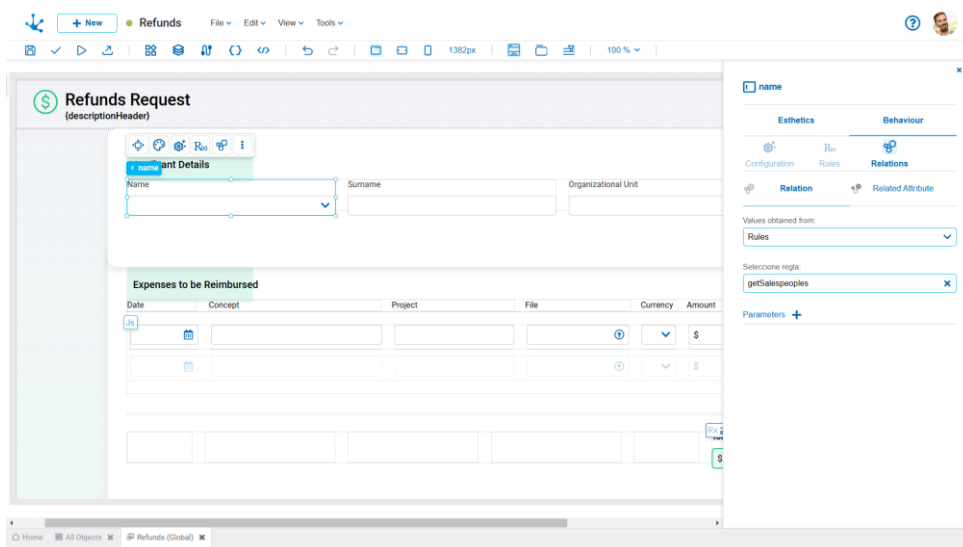 + New
Refunds
File
Edit
View
Tools
1382px
100 %
Refunds Request
{descriptionHeader}
name
Details
Name
Surname
Organizational Unit
Expenses to be Reimbursed
Date
Concept
Project
File
Currency
Amount
Js
$
$
Rx
$
name
Esthetics
Behaviour
Configuration
Rules
Relations
Relation
Related Attribute
Values obtained from:
Rules
Seleccione regla:
getSalespeoples
Parameters +
Home
All Objects
Refunds (Global)